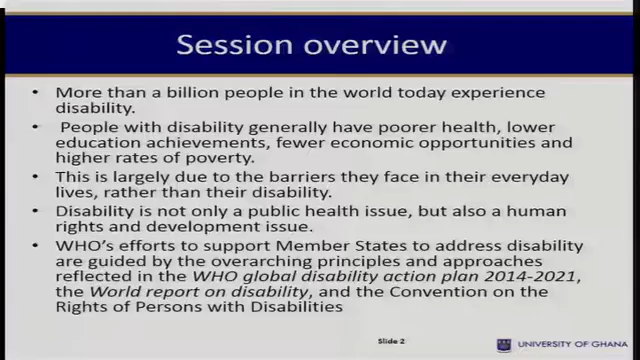 Session overview
• More than a billion people in the world today experience
disability.
• People with disability generally have poorer health, lower
education achievements, fewer economic opportunities and
higher rates of poverty.
• This is largely due to the barriers they face in their everyday
lives, rather than their disability.
• Disability is not only a public health issue, but also a human
rights and development issue.
• WHO's efforts to support Member States to address disability
are guided by the overarching principles and approaches
reflected in the WHO global disability action plan 2014-2021,
the World report on disability, and the Convention on the
Rights of Persons with Disabilities
Slide 2
UNIVERSITY OF GHANA